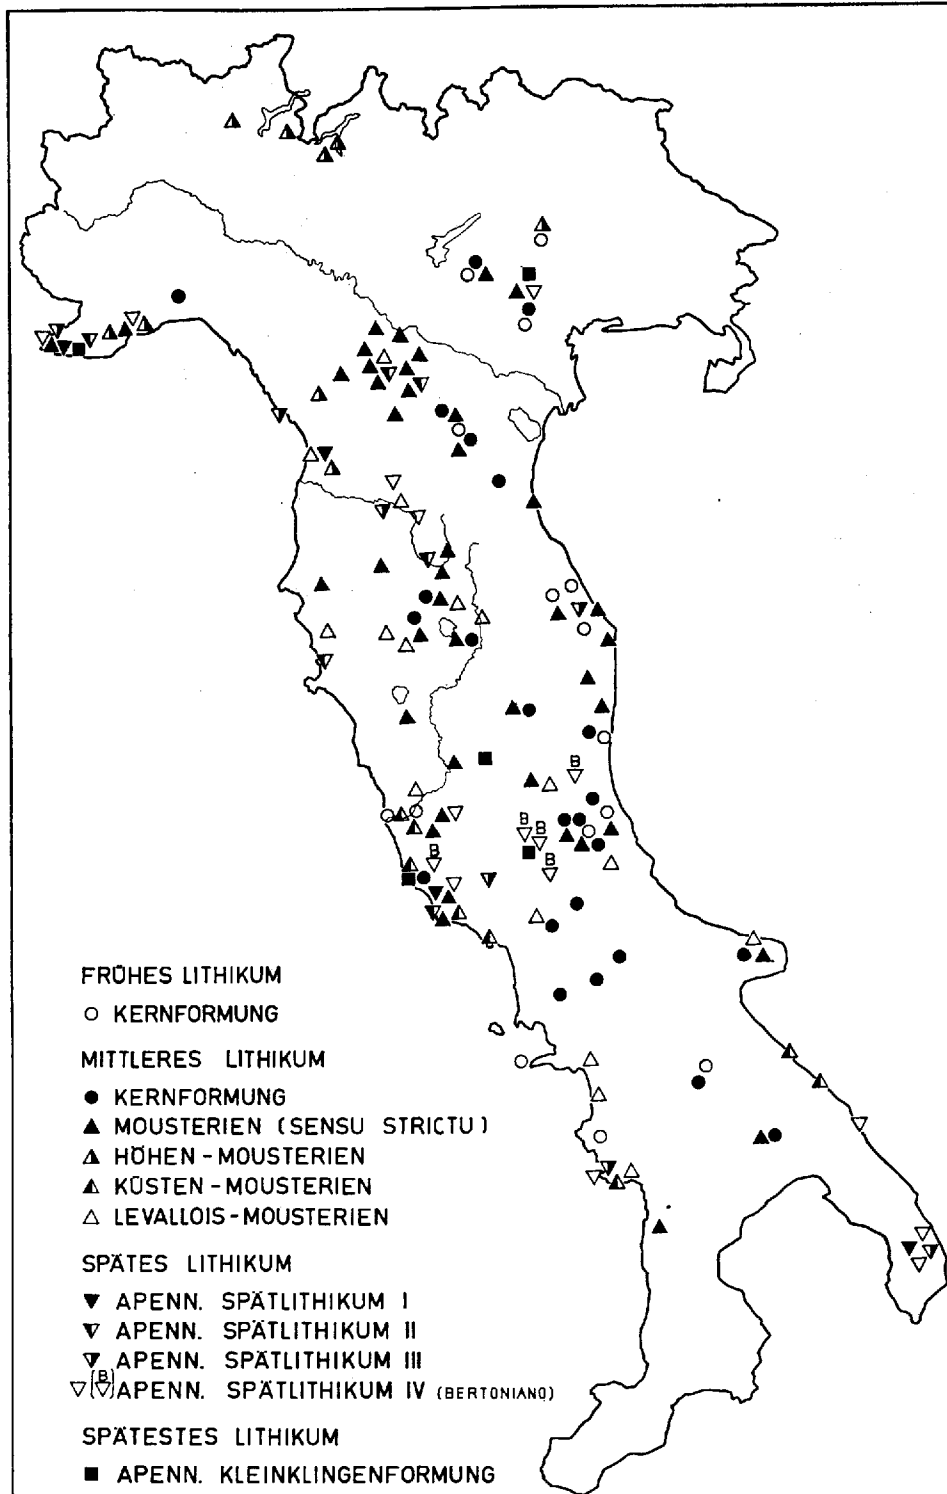 B
B
B
B
B
FRÜHES LITHIKUM
KERNFORMUNG
MITTLERES LITHIKUM
KERNFORMUNG
MOUSTERIEN (SENSU STRICTU)
HÖHEN-MOUSTERIEN
KÜSTEN-MOUSTERIEN
LEVALLOIS-MOUSTERIEN
SPÄTES LITHIKUM
APENN. SPÄTLITHIKUM I
APENN. SPÄTLITHIKUM II
APENN. SPÄTLITHIKUM III
(B) APENN. SPÄTLITHIKUM IV (BERTONIANO)
SPÄTESTES LITHIKUM
APENN. KLEINKLINGENFORMUNG